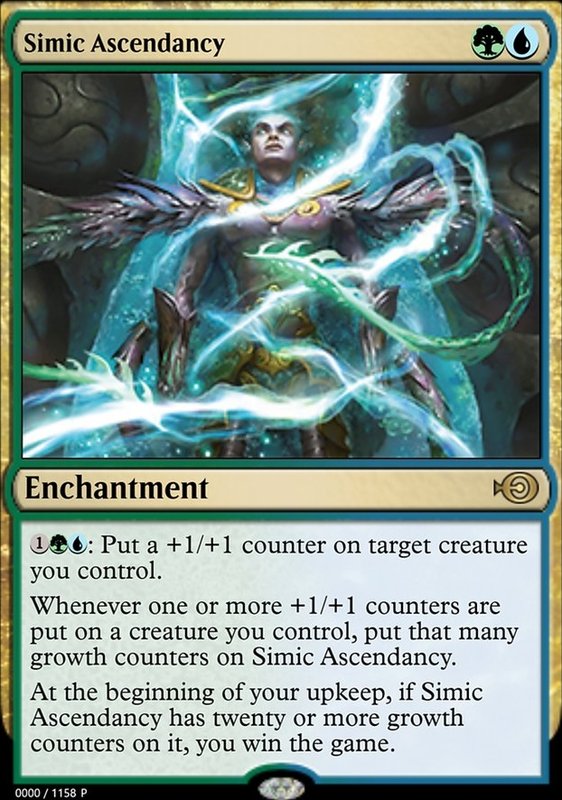 Simic Ascendancy
Enchantment
1: Put a +1/+1 counter on target creature
you control.
Whenever one or more +1/+1 counters are
put on a creature you control, put that many
growth counters on Simic Ascendancy.
At the beginning of your upkeep, if Simic
Ascendancy has twenty or more growth
counters on it, you win the game.
0000 / 1158 P